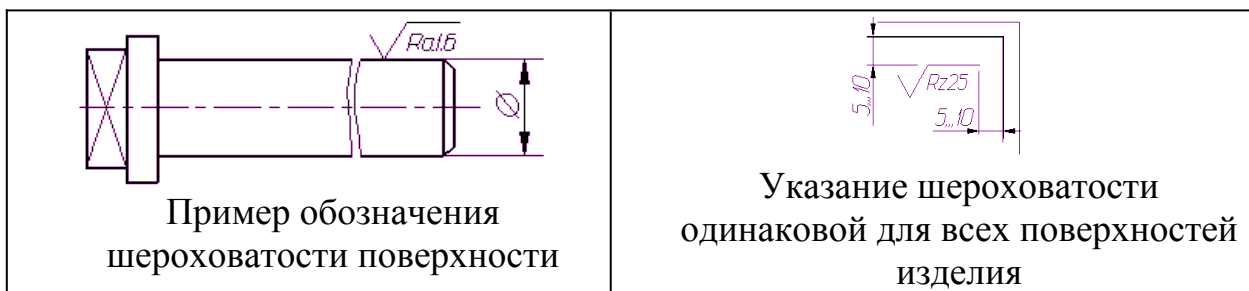 Ra1.6
Ø
Пример обозначения
шероховатости поверхности
5...10
Rz25
5...10
Указание шероховатости
одинаковой для всех поверхностей
изделия